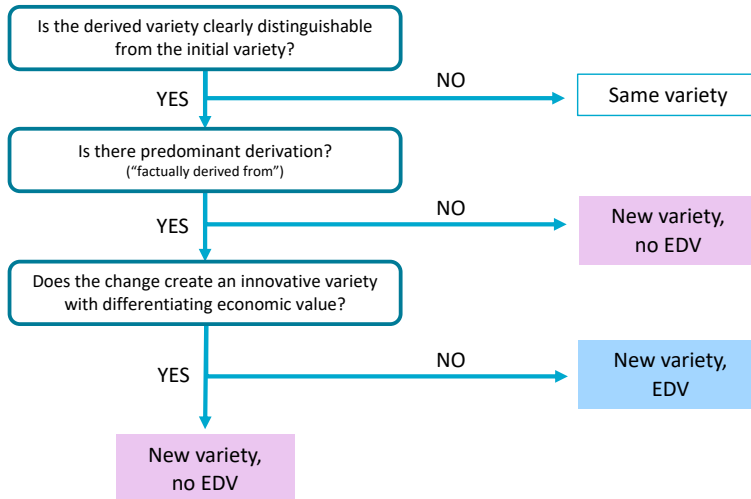 Is the derived variety clearly distinguishable
from the initial variety?
NO
YES
Same variety
Is there predominant derivation?
(“factually derived from”)
NO
YES
New variety,
no EDV
Does the change create an innovative variety
with differentiating economic value?
NO
YES
New variety,
EDV
New variety,
no EDV